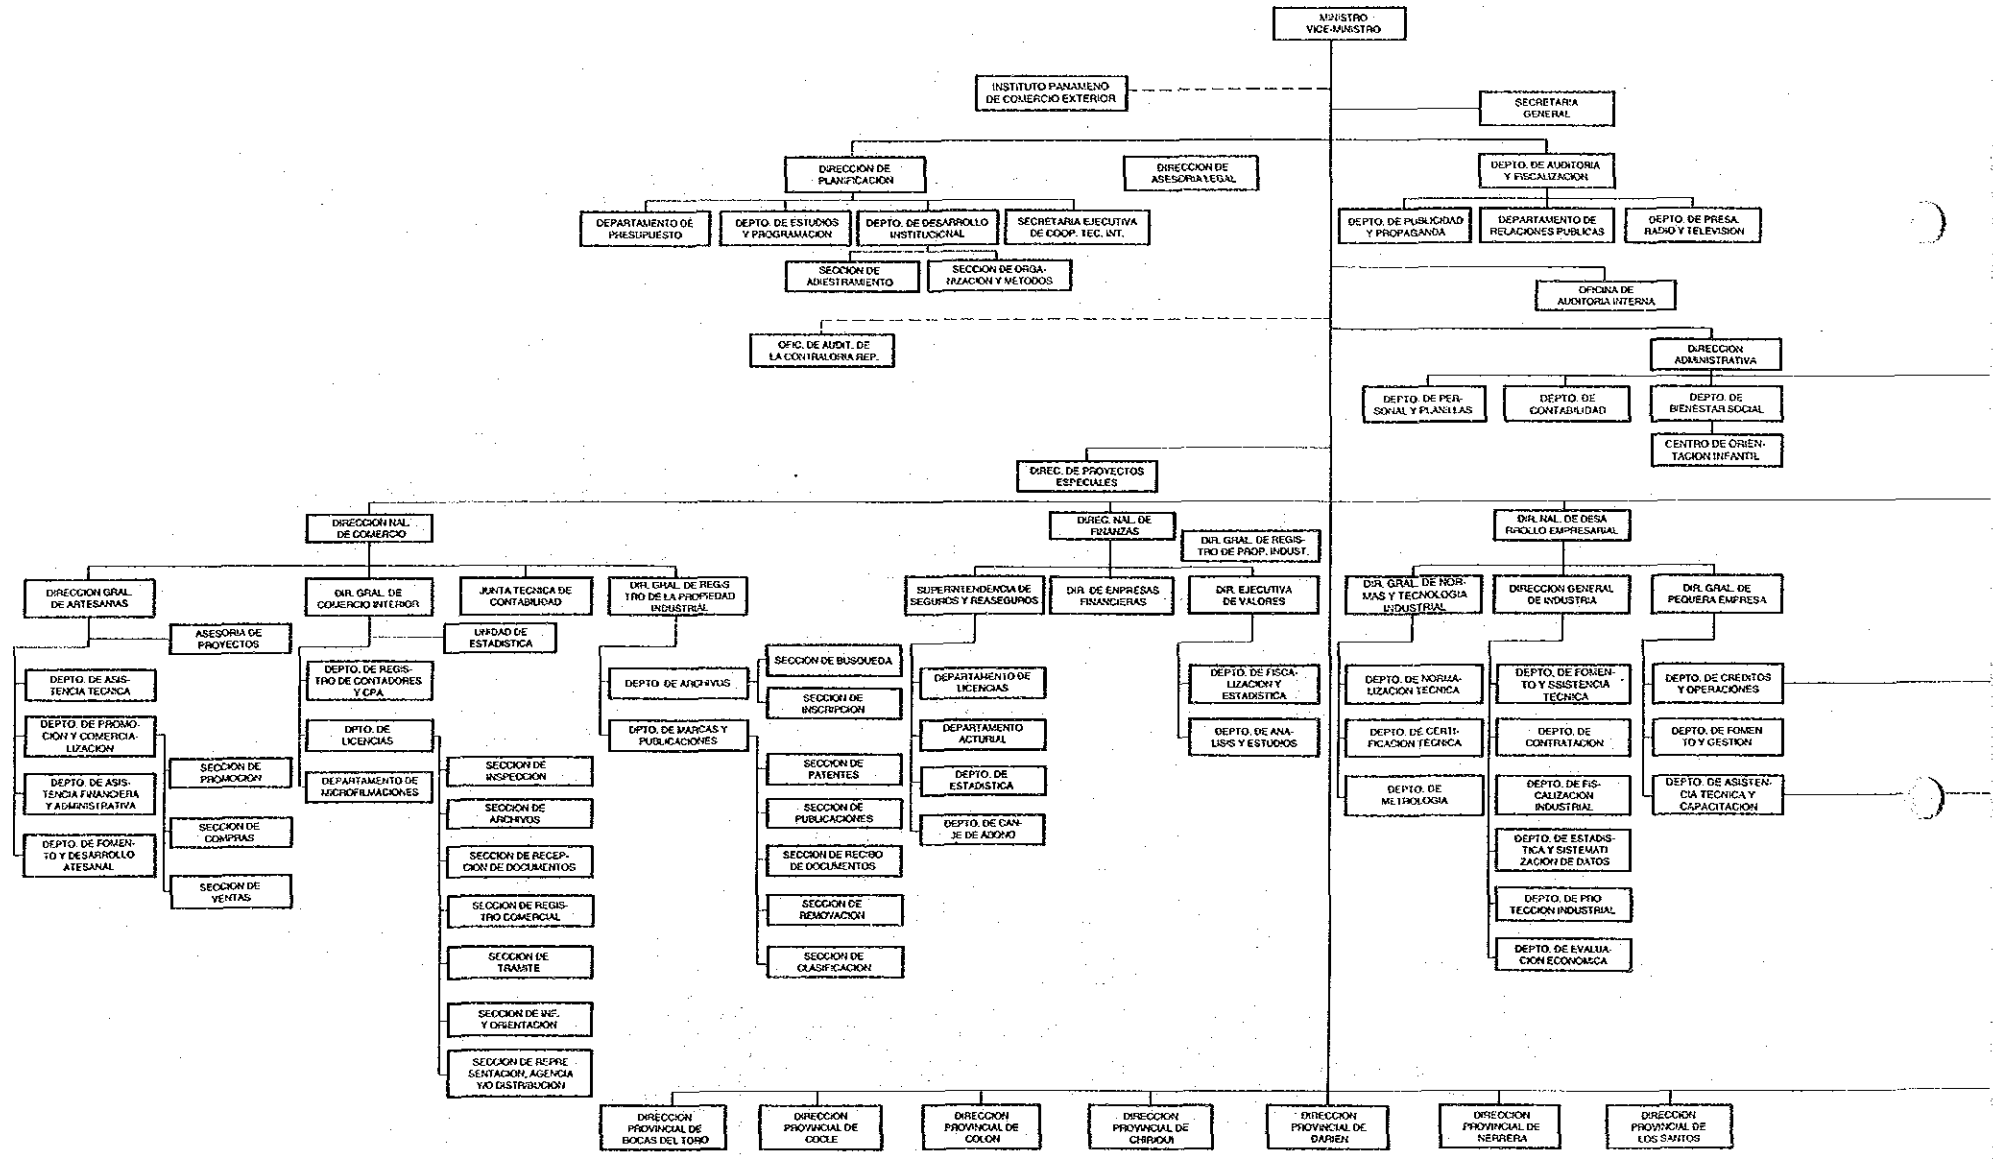 MINISTRO
VICE-MINISTRO
INSTITUTO PANAMENO
DE COMERCIO EXTERIOR
SECRETARIA
GENERAL
DIRECCION DE
PLANIFICACION
DIRECCION DE
ASESORIA LEGAL
DEPTO. DE AUDITORIA
Y FISCALIZACION
DEPARTAMENTO DE
PRESUPUESTO
DEPTO. DE ESTUDIOS
Y PROGRAMACION
DEPTO. DE DESARROLLO
INSTITUCIONAL
SECRETARIA EJECUTIVA
DE COOP. TEC. INT.
DEPTO. DE PUBLICIDAD
Y PROPAGANDA
DEPARTAMENTO DE
RELACIONES PUBLICAS
DEPTO. DE PRESA.
RADIO Y TELEVISION
SECCION DE
ADIESTRAMIENTO
SECCION DE ORGA-
NIZACION Y METODOS
OFICINA DE
AUDITORIA INTERNA
OFIC. DE AUDIT. DE
LA CONTRALORIA REP.
DIRECCION
ADMINISTRATIVA
DEPTO. DE PER-
SONAL Y PLANILLAS
DEPTO. DE
CONTABILIDAD
DEPTO. DE
BIENESTAR SOCIAL
CENTRO DE ORIEN-
TACION INFANTIL
DIREC. DE PROYECTOS
ESPECIALES
DIRECCION NAL.
DE COMERCIO
DIREC. NAL. DE
FINANZAS
DIR. GRAL. DE REGIS-
TRO DE PROP. INDUST.
DIR. NAL. DE DESA
RROLLO EMPRESARIAL
DIRECCION GRAL.
DE ARTESANIAS
DIR. GRAL. DE
COMERCIO INTERIOR
JUNTA TECNICA DE
CONTABILIDAD
DIR. GRAL. DE REGIS
TRO DE LA PROPIEDAD
INDUSTRIAL
SUPERINTENDENCIA DE
SEGUROS Y REASEGUROS
DIR. DE EMPRESAS
FINANCIERAS
DIR. EJECUTIVA
DE VALORES
DIR. GRAL. DE NOR-
MAS Y TECNOLOGIA
INDUSTRIAL
DIRECCION GENERAL
DE INDUSTRIA
DIR. GRAL. DE
PEQUERA EMPRESA
ASESORIA DE
PROYECTOS
UNIDAD DE
ESTADISTICA
DEPTO. DE ASIS-
TENCIA TECNICA
DEPTO. DE PROMO-
CION Y COMERCIA-
LIZACION
DEPTO. DE ASIS-
TENCIA FINANCIERA
Y ADMINISTRATIVA
DEPTO. DE FOMEN-
TO Y DESARROLLO
ATESANAL
SECCION DE
PROMOCION
SECCION DE
COMPRAS
SECCION DE
VENTAS
DEPTO. DE REGIS-
TRO DE CONTADORES
Y CPA
DPTO. DE
LICENCIAS
DEPARTAMENTO DE
MICROFILMACIONES
SECCION DE
INSPECCION
SECCION DE
ARCHIVOS
SECCION DE RECEP-
CION DE DOCUMENTOS
SECCION DE REGIS-
TRO COMERCIAL
SECCION DE
TRAMITE
SECCION DE INF.
Y ORIENTACION
SECCION DE REPRE
SENTACION, AGENCIA
Y/O DISTRIBUCION
DEPTO. DE ARCHIVOS
DPTO. DE MARCAS Y
PUBLICACIONES
SECCION DE BUSQUEDA
SECCION DE
INSCRIPCION
SECCION DE
PATENTES
SECCION DE
PUBLICACIONES
SECCION DE RECIBO
DE DOCUMENTOS
SECCION DE
REMOVACION
SECCION DE
CLASIFICACION
DEPARTAMENTO DE
LICENCIAS
DEPARTAMENTO
ACTURIAL
DEPTO. DE
ESTADISTICA
DEPTO. DE CAN-
JE DE ABONO
DEPTO. DE FISCA-
LIZACION Y
ESTADISTICA
DEPTO. DE ANA-
LISIS Y ESTUDIOS
DEPTO. DE NORMA-
LIZACION TECNICA
DEPTO. DE CERTI-
FICACION TECNICA
DEPTO. DE
METROLOGIA
DEPTO. DE FOMEN-
TO Y SSISTENCIA
TECNICA
DEPTO. DE
CONTRATACION
DEPTO. DE FIS-
CALIZACION
INDUSTRIAL
DEPTO. DE ESTADIS-
TICA Y SISTEMATI
ZACION DE DATOS
DEPTO. DE PRO
TECCION INDUSTRIAL
DEPTO. DE EVALUA-
CION ECONOMICA
DEPTO. DE CREDITOS
Y OPERACIONES
DEPTO. DE FOMEN
TO Y GESTION
DEPTO. DE ASISTEN-
CIA TECNICA Y
CAPACITACION
DIRECCION
PROVINCIAL DE
BOCAS DEL TORO
DIRECCION
PROVINCIAL DE
COCLE
DIRECCION
PROVINCIAL DE
COLON
DIRECCION
PROVINCIAL DE
CHIRIQUI
DIRECCION
PROVINCIAL DE
DARIEN
DIRECCION
PROVINCIAL DE
NERRERA
DIRECCION
PROVINCIAL DE
LOS SANTOS